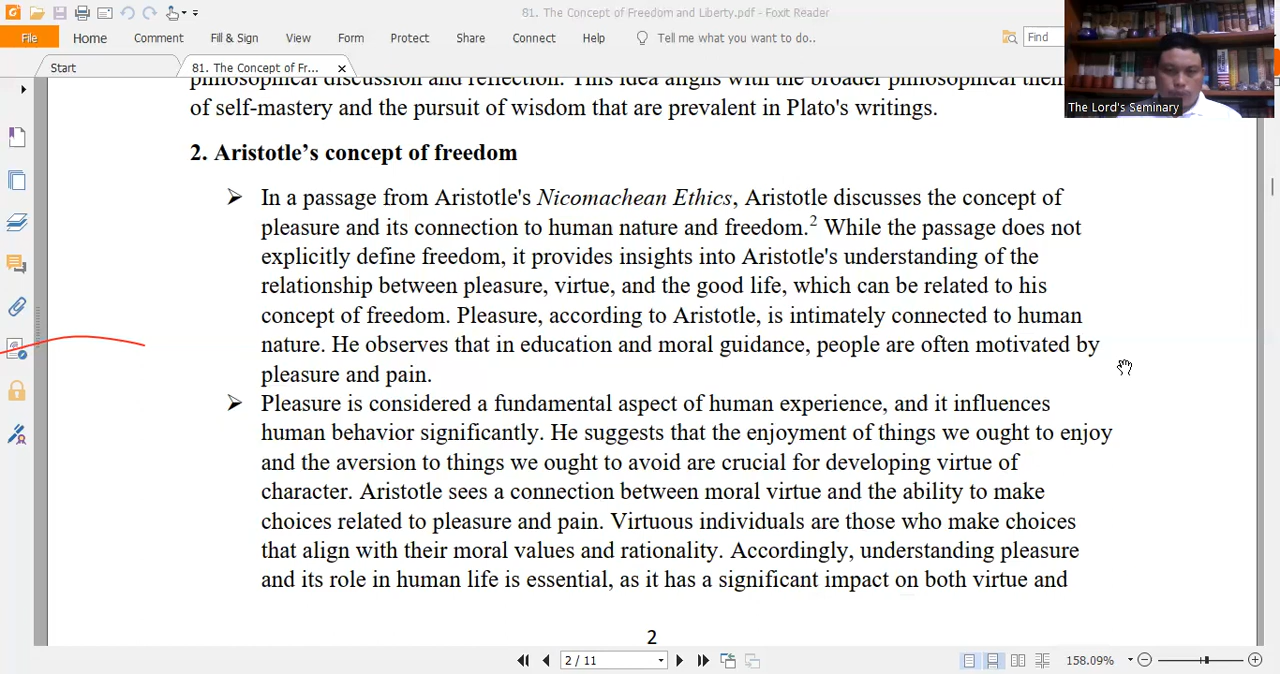 81. The Concept of Freedom and Liberty.pdf - Foxit Reader
File Home Comment Fill & Sign View Form Protect Share Connect Help Tell me what you want to do.. Find
Start 81. The Concept of Fr...
The Lord's Seminary
philosophical discussion and reflection. This idea aligns with the broader philosophical
of self-mastery and the pursuit of wisdom that are prevalent in Plato's writings.
2. Aristotle’s concept of freedom
➢ In a passage from Aristotle's Nicomachean Ethics, Aristotle discusses the concept of
pleasure and its connection to human nature and freedom.2 While the passage does not
explicitly define freedom, it provides insights into Aristotle's understanding of the
relationship between pleasure, virtue, and the good life, which can be related to his
concept of freedom. Pleasure, according to Aristotle, is intimately connected to human
nature. He observes that in education and moral guidance, people are often motivated by
pleasure and pain.
➢ Pleasure is considered a fundamental aspect of human experience, and it influences
human behavior significantly. He suggests that the enjoyment of things we ought to enjoy
and the aversion to things we ought to avoid are crucial for developing virtue of
character. Aristotle sees a connection between moral virtue and the ability to make
choices related to pleasure and pain. Virtuous individuals are those who make choices
that align with their moral values and rationality. Accordingly, understanding pleasure
and its role in human life is essential, as it has a significant impact on both virtue and
2
2 / 11 158.09%